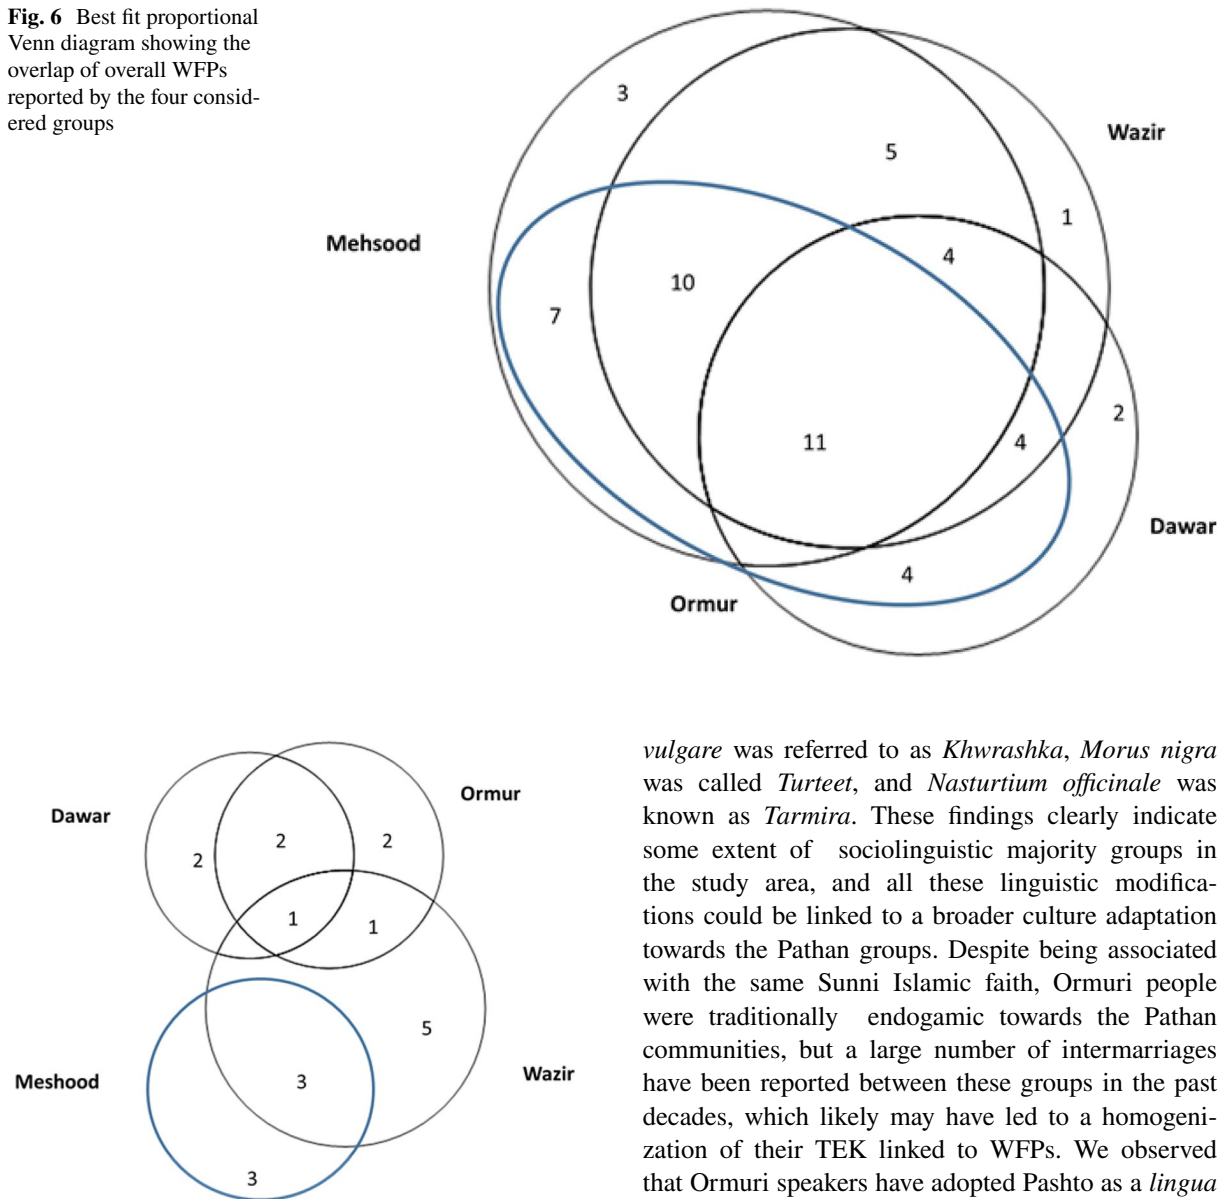 Fig. 6 Best fit proportional
Venn diagram showing the
overlap of overall WFPs
reported by the four consid-
ered groups
3
5
Wazir
1
Mehsood
4
10
7
2
11
4
Dawar
4
Ormur
Dawar
Ormur
2
2
2
1
1
5
Meshood
Wazir
3
3
vulgare was referred to as Khwrashka, Morus nigra
was called Turteet, and Nasturtium officinale was
known as Tarmira. These findings clearly indicate
some extent of sociolinguistic majority groups in
the study area, and all these linguistic modifica-
tions could be linked to a broader culture adaptation
towards the Pathan groups. Despite being associated
with the same Sunni Islamic faith, Ormuri people
were traditionally endogamic towards the Pathan
communities, but a large number of intermarriages
have been reported between these groups in the past
decades, which likely may have led to a homogeni-
zation of their TEK linked to WFPs. We observed
that Ormuri speakers have adopted Pashto as a lingua